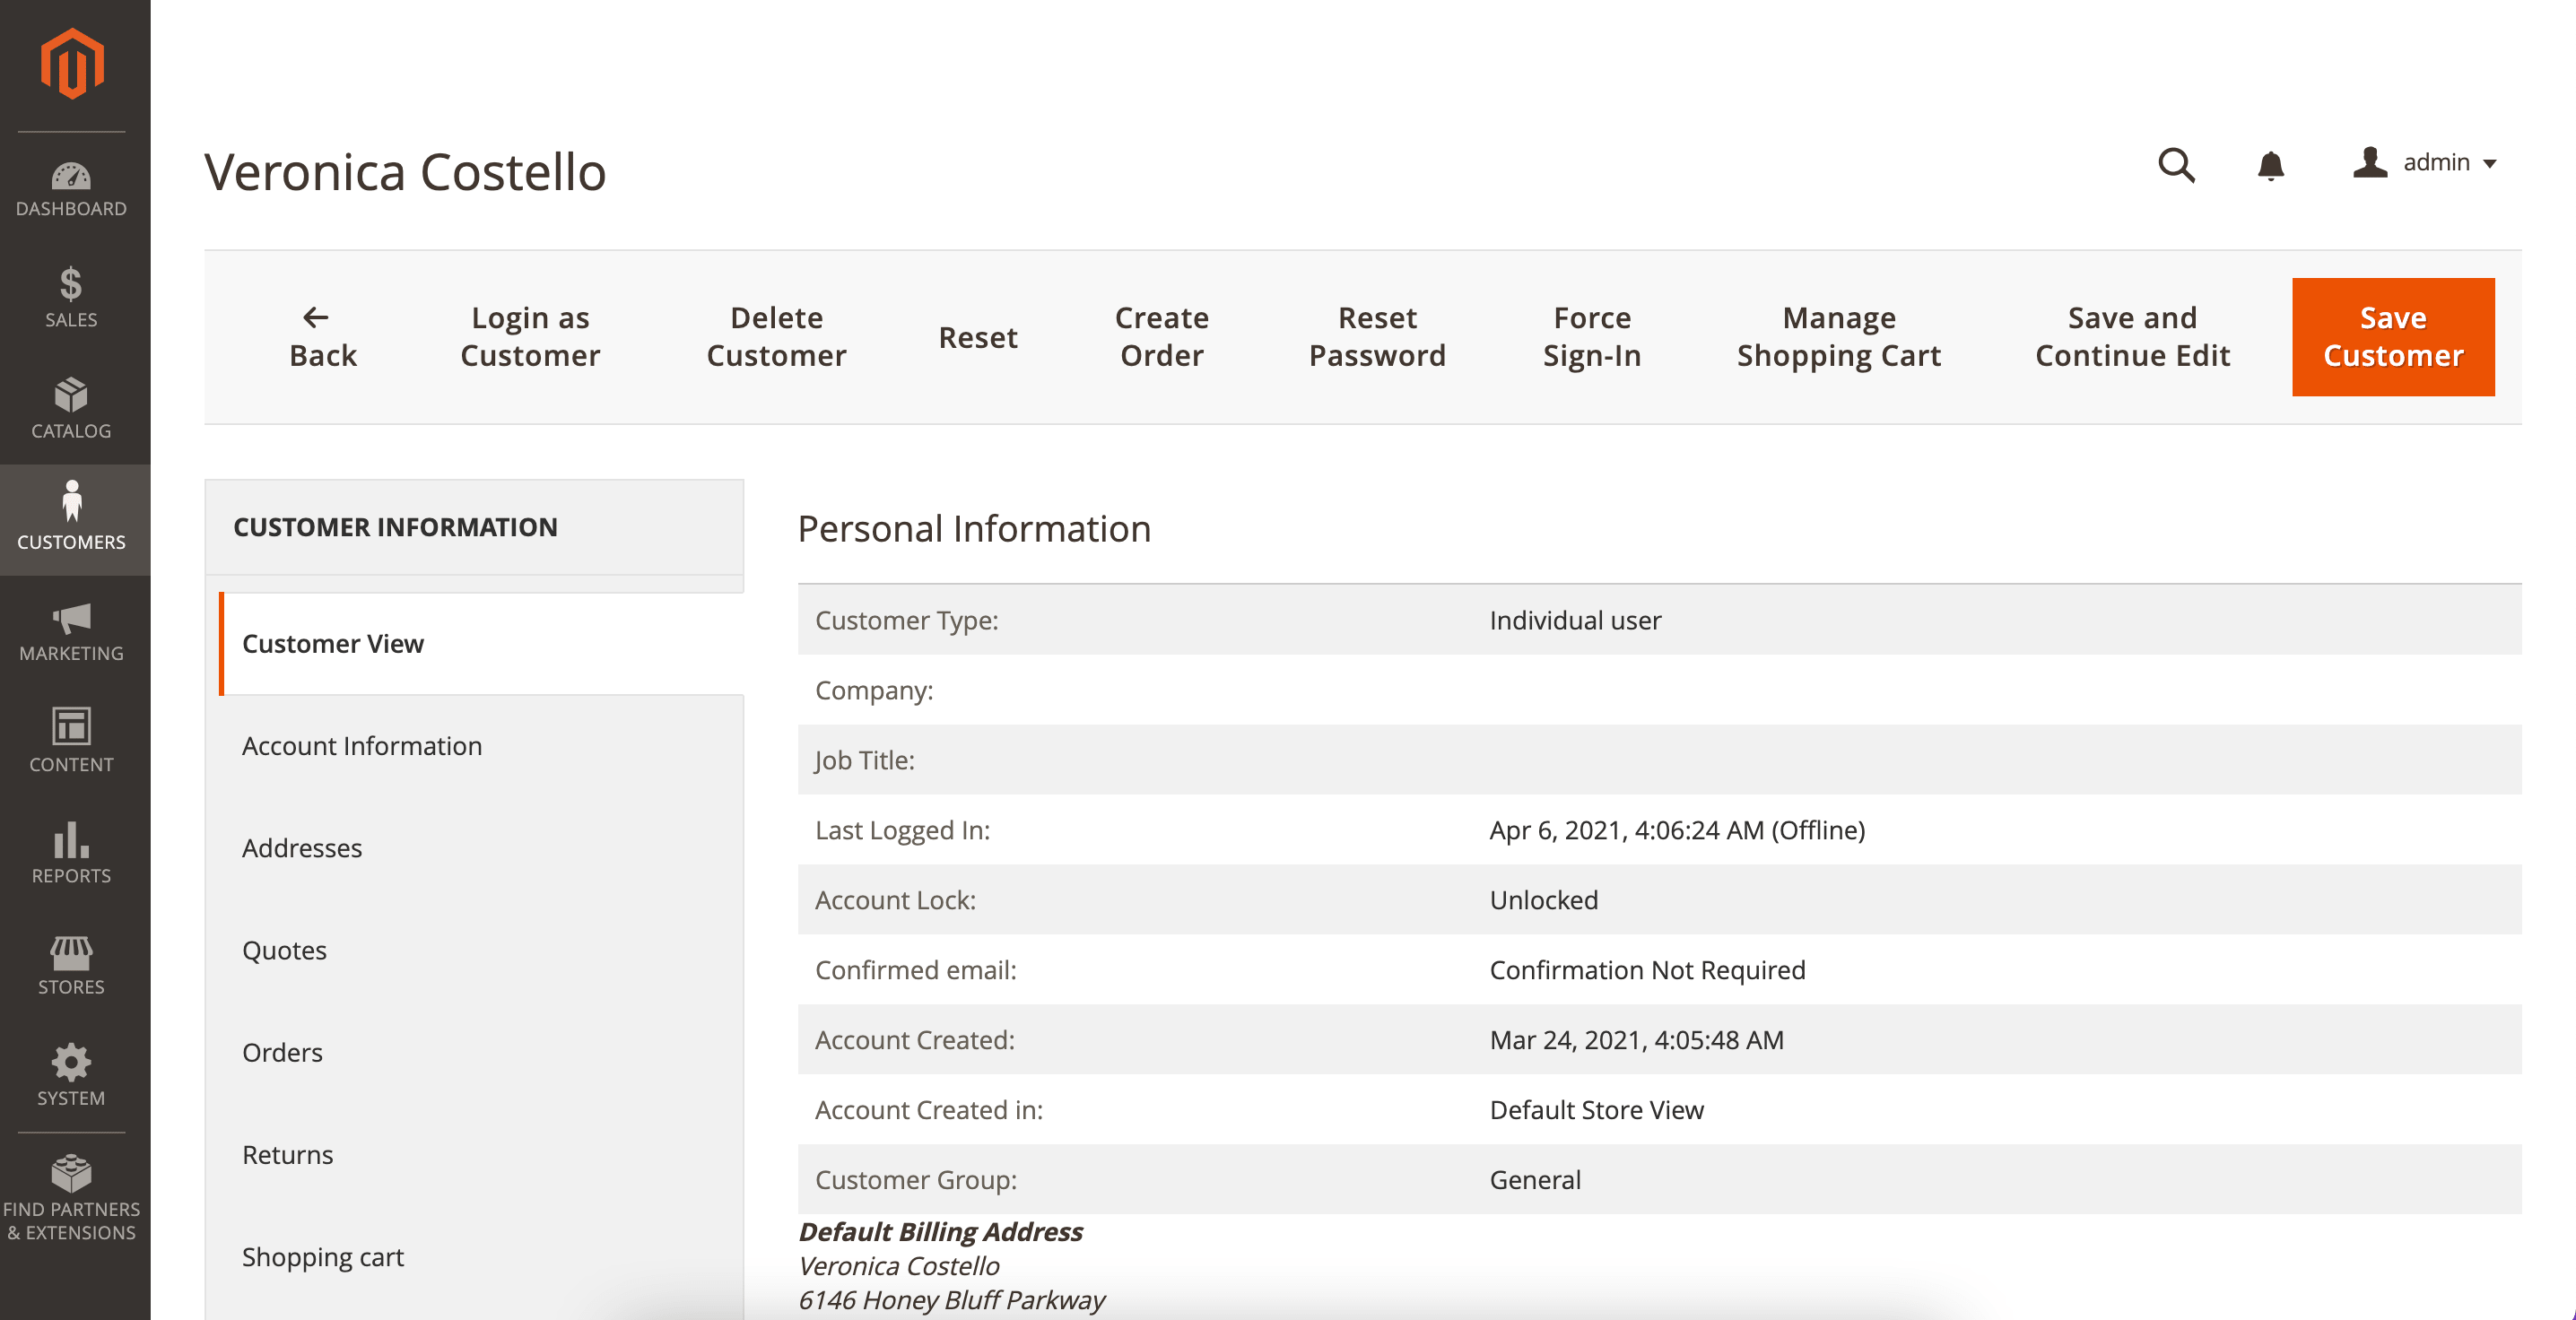 DASHBOARD
SALES
CATALOG
CUSTOMERS
MARKETING
CONTENT
REPORTS
STORES
SYSTEM
FIND PARTNERS
& EXTENSIONS
Veronica Costello
admin
Back
Login as
Customer
Delete
Customer
Reset
Create
Order
Reset
Password
Force
Sign-In
Manage
Shopping Cart
Save and
Continue Edit
Save
Customer
CUSTOMER INFORMATION
Customer View
Account Information
Addresses
Quotes
Orders
Returns
Shopping cart
Personal Information
Customer Type: Individual user
Company:
Job Title:
Last Logged In: Apr 6, 2021, 4:06:24 AM (Offline)
Account Lock: Unlocked
Confirmed email: Confirmation Not Required
Account Created: Mar 24, 2021, 4:05:48 AM
Account Created in: Default Store View
Customer Group: General
Default Billing Address
Veronica Costello
6146 Honey Bluff Parkway